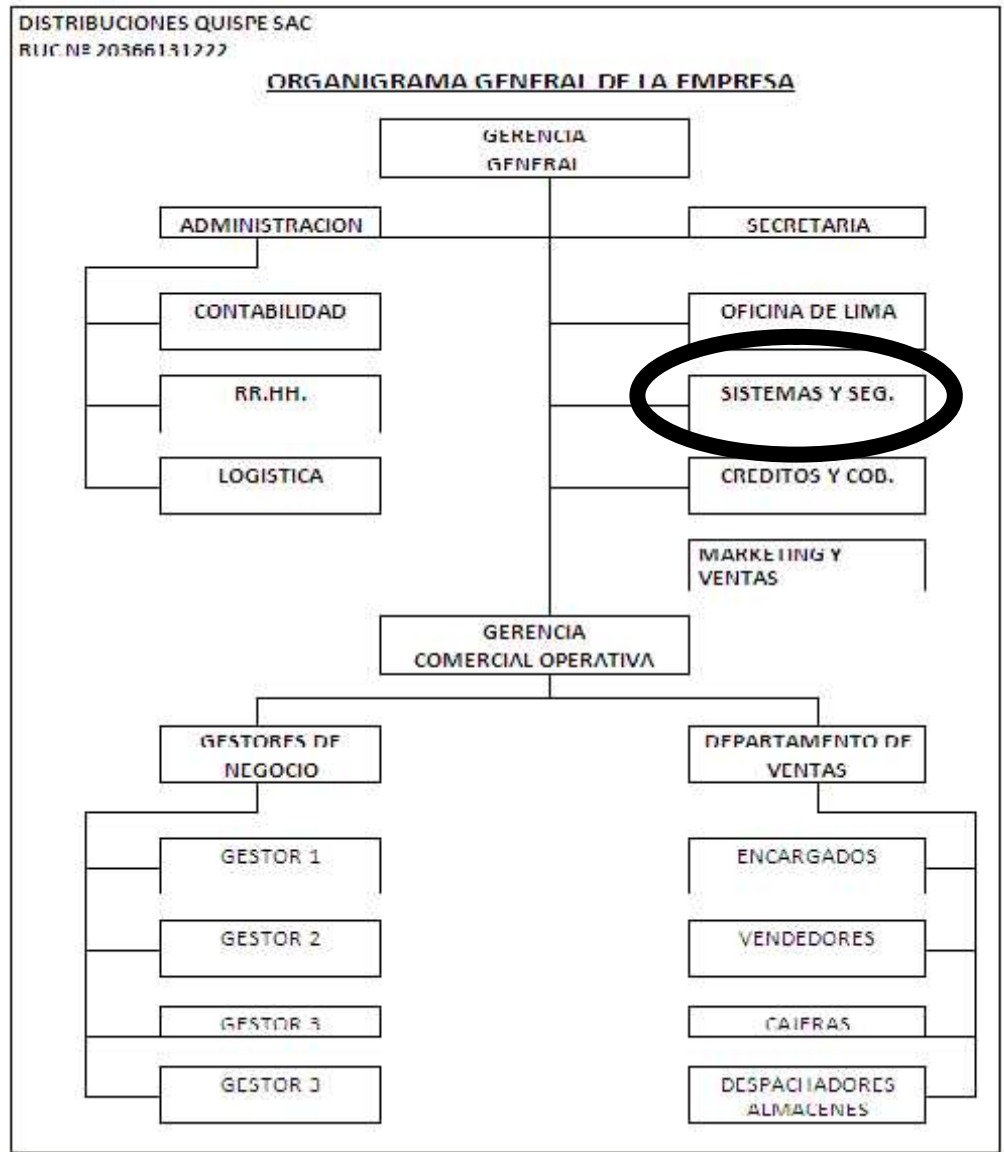 DISTRIBUCIONES QUISPE SAC
RUC Nº 20366131222
ORGANIGRAMA GENERAL DE LA EMPRESA
GERENCIA
GENERAL
ADMINISTRACION
SECRETARIA
CONTABILIDAD
OFICINA DE LIMA
RR.HH.
SISTEMAS Y SEG.
LOGISTICA
CREDITOS Y COB.
MARKETING Y
VENTAS
GERENCIA
COMERCIAL OPERATIVA
GESTORES DE
NEGOCIO
DEPARTAMENTO DE
VENTAS
GESTOR 1
ENCARGADOS
GESTOR 2
VENDEDORES
GESTOR 3
CAJERAS
GESTOR 3
DESPACHADORES
ALMACENES